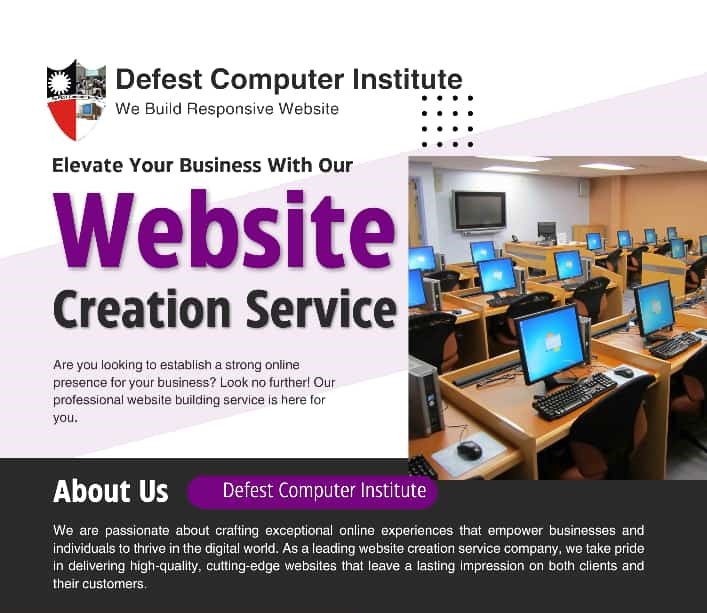 Defest Computer Institute
We Build Responsive Website
Elevate Your Business With Our
Website
Creation Service
Are you looking to establish a strong online
presence for your business? Look no further! Our
professional website building service is here for
you.
About Us
Defest Computer Institute
We are passionate about crafting exceptional online experiences that empower businesses and
individuals to thrive in the digital world. As a leading website creation service company, we take pride
in delivering high-quality, cutting-edge websites that leave a lasting impression on both clients and
their customers.